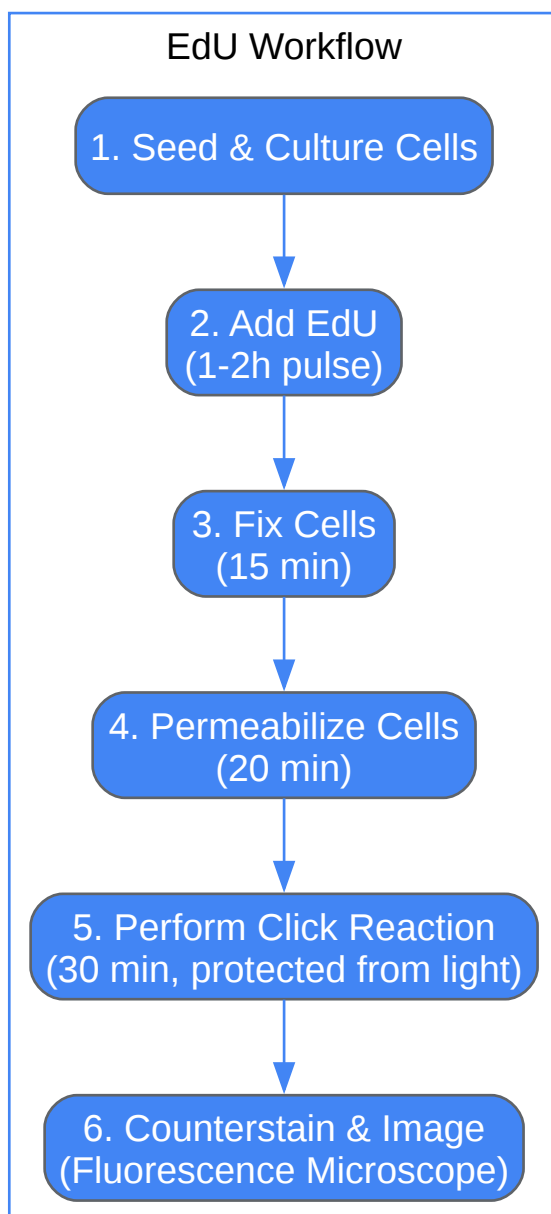 EdU Workflow
1. Seed & Culture Cells
2. Add EdU
(1-2h pulse)
3. Fix Cells
(15 min)
4. Permeabilize Cells
(20 min)
5. Perform Click Reaction
(30 min, protected from light)
6. Counterstain & Image
(Fluorescence Microscope)